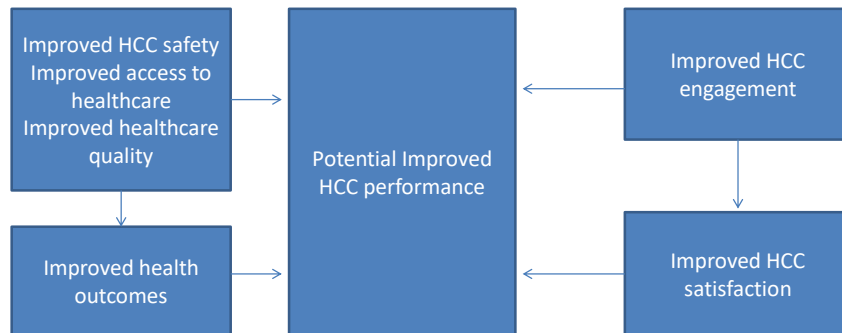 Improved HCC safety
Improved access to
healthcare
Improved healthcare
quality
Improved health
outcomes
Potential Improved
HCC performance
Improved HCC
engagement
Improved HCC
satisfaction